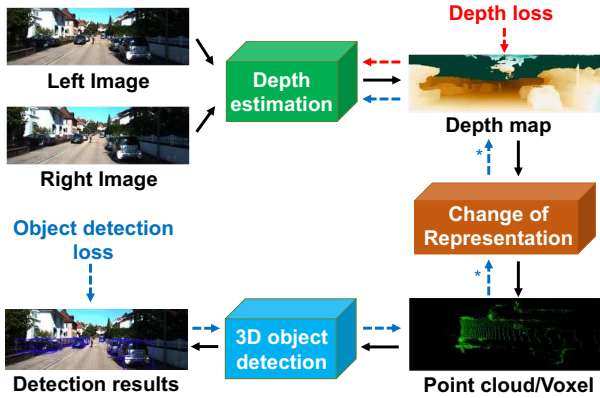 Left Image
Right Image
Depth
estimation
Depth loss
Depth map
*
Change of
Representation
*
Object detection
loss
Detection results
3D object
detection
Point cloud/Voxel